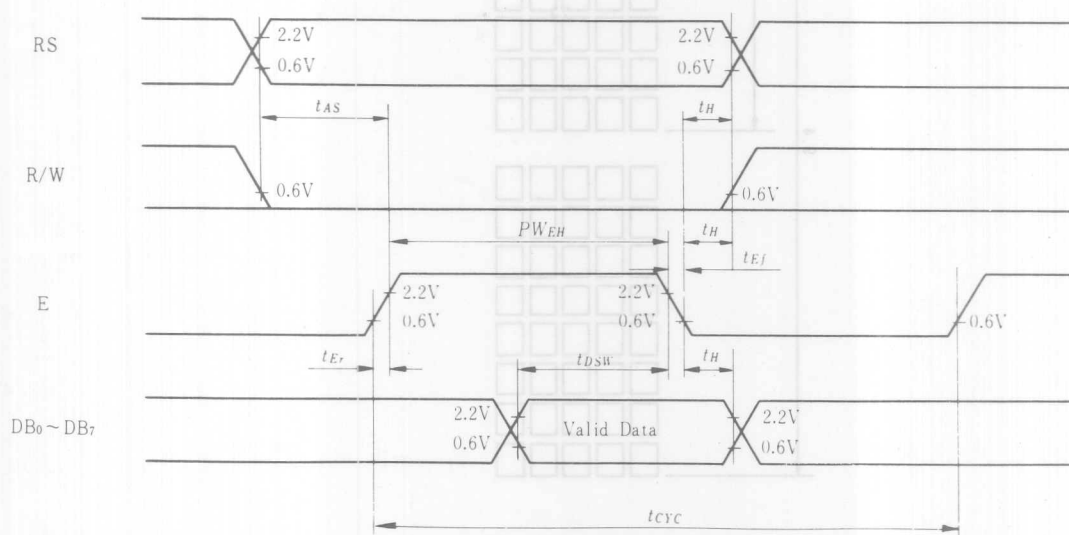 RS
2.2V
2.2V
0.6V
0.6V
tAS
tH
R/W
0.6V
0.6V
PWEH
tH
tEf
E
2.2V
2.2V
0.6V
0.6V
0.6V
tEr
tDSW
tH
DB0~DB7
2.2V
Valid Data
2.2V
0.6V
0.6V
tCYC